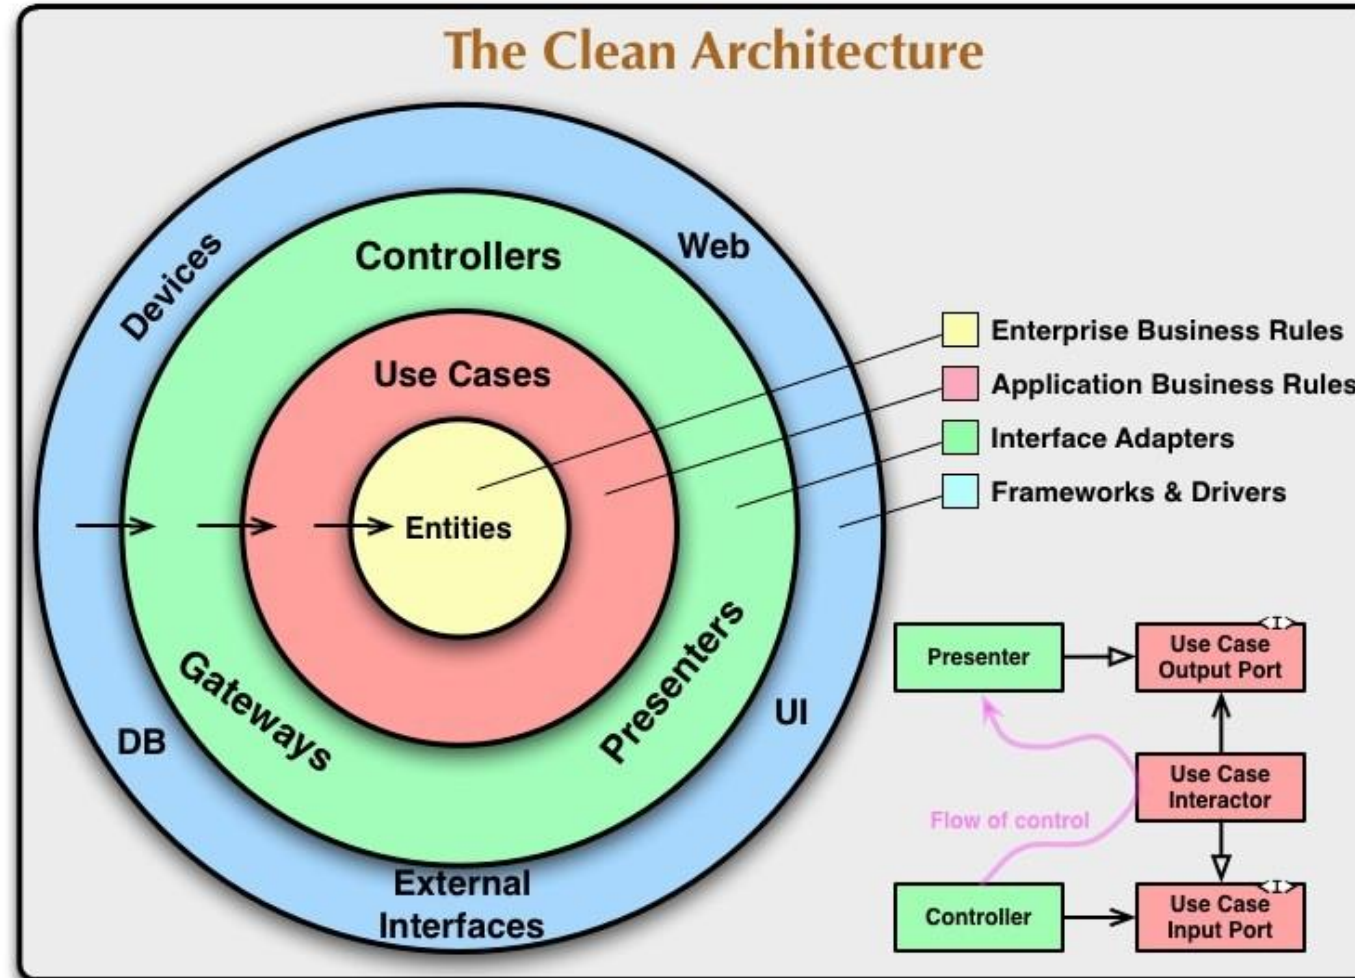 The Clean Architecture
Devices
Controllers
Web
Use Cases
Entities
Gateways
Presenters
DB
UI
External
Interfaces
Enterprise Business Rules
Application Business Rules
Interface Adapters
Frameworks & Drivers
Presenter
<I>
Use Case
Output Port
Use Case
Interactor
Flow of control
Controller
<I>
Use Case
Input Port